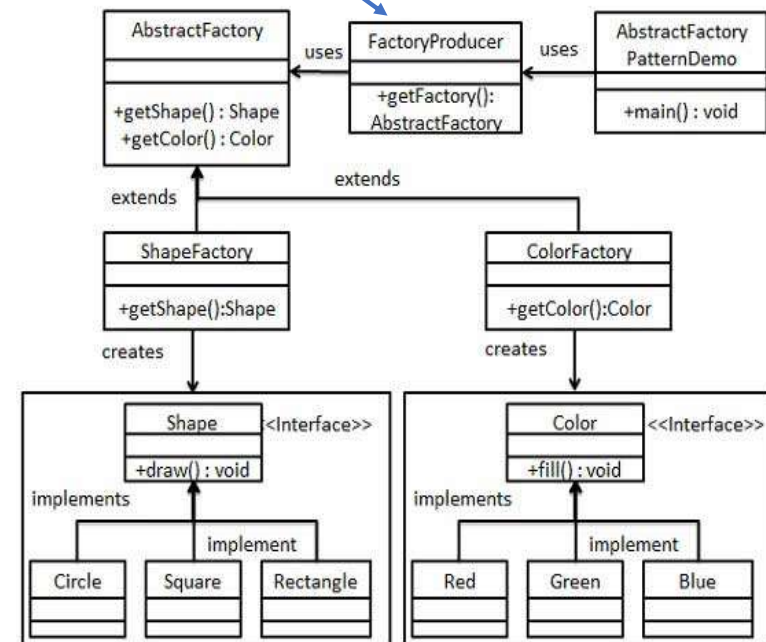 AbstractFactory
+getShape() : Shape
+getColor() : Color
uses
FactoryProducer
+getFactory():
AbstractFactory
uses
AbstractFactory
PatternDemo
+main() : void
extends
extends
ShapeFactory
+getShape():Shape
ColorFactory
+getColor():Color
creates
creates
Shape
<<Interface>>
+draw() : void
implements
implement
Circle
Square
Rectangle
Color
<<Interface>>
+fill() : void
implements
implement
Red
Green
Blue